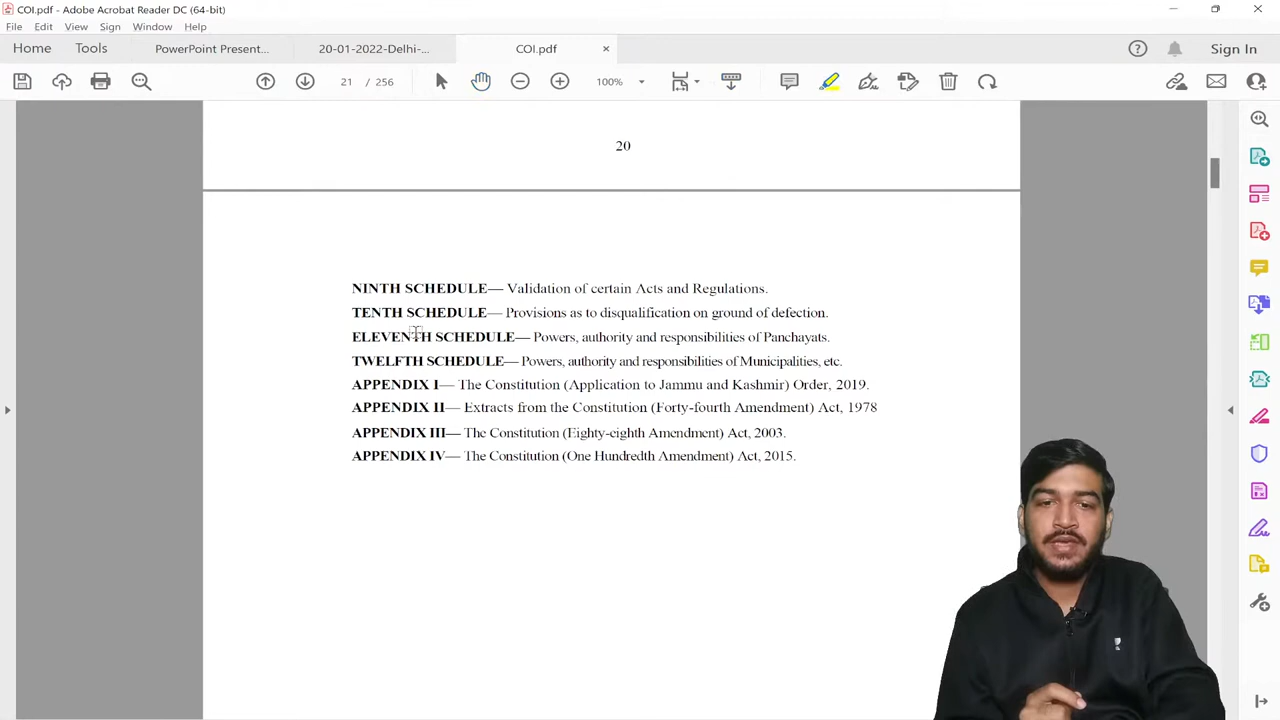 COI.pdf - Adobe Acrobat Reader DC (64-bit)
File Edit View Sign Window Help
Home Tools PowerPoint Present... 20-01-2022-Delhi-... COI.pdf × Sign In
21 / 256 100%
20
NINTH SCHEDULE— Validation of certain Acts and Regulations.
TENTH SCHEDULE— Provisions as to disqualification on ground of defection.
ELEVENTH SCHEDULE— Powers, authority and responsibilities of Panchayats.
TWELFTH SCHEDULE— Powers, authority and responsibilities of Municipalities, etc.
APPENDIX I— The Constitution (Application to Jammu and Kashmir) Order, 2019.
APPENDIX II— Extracts from the Constitution (Forty-fourth Amendment) Act, 1978
APPENDIX III— The Constitution (Eighty-eighth Amendment) Act, 2003.
APPENDIX IV— The Constitution (One Hundredth Amendment) Act, 2015.